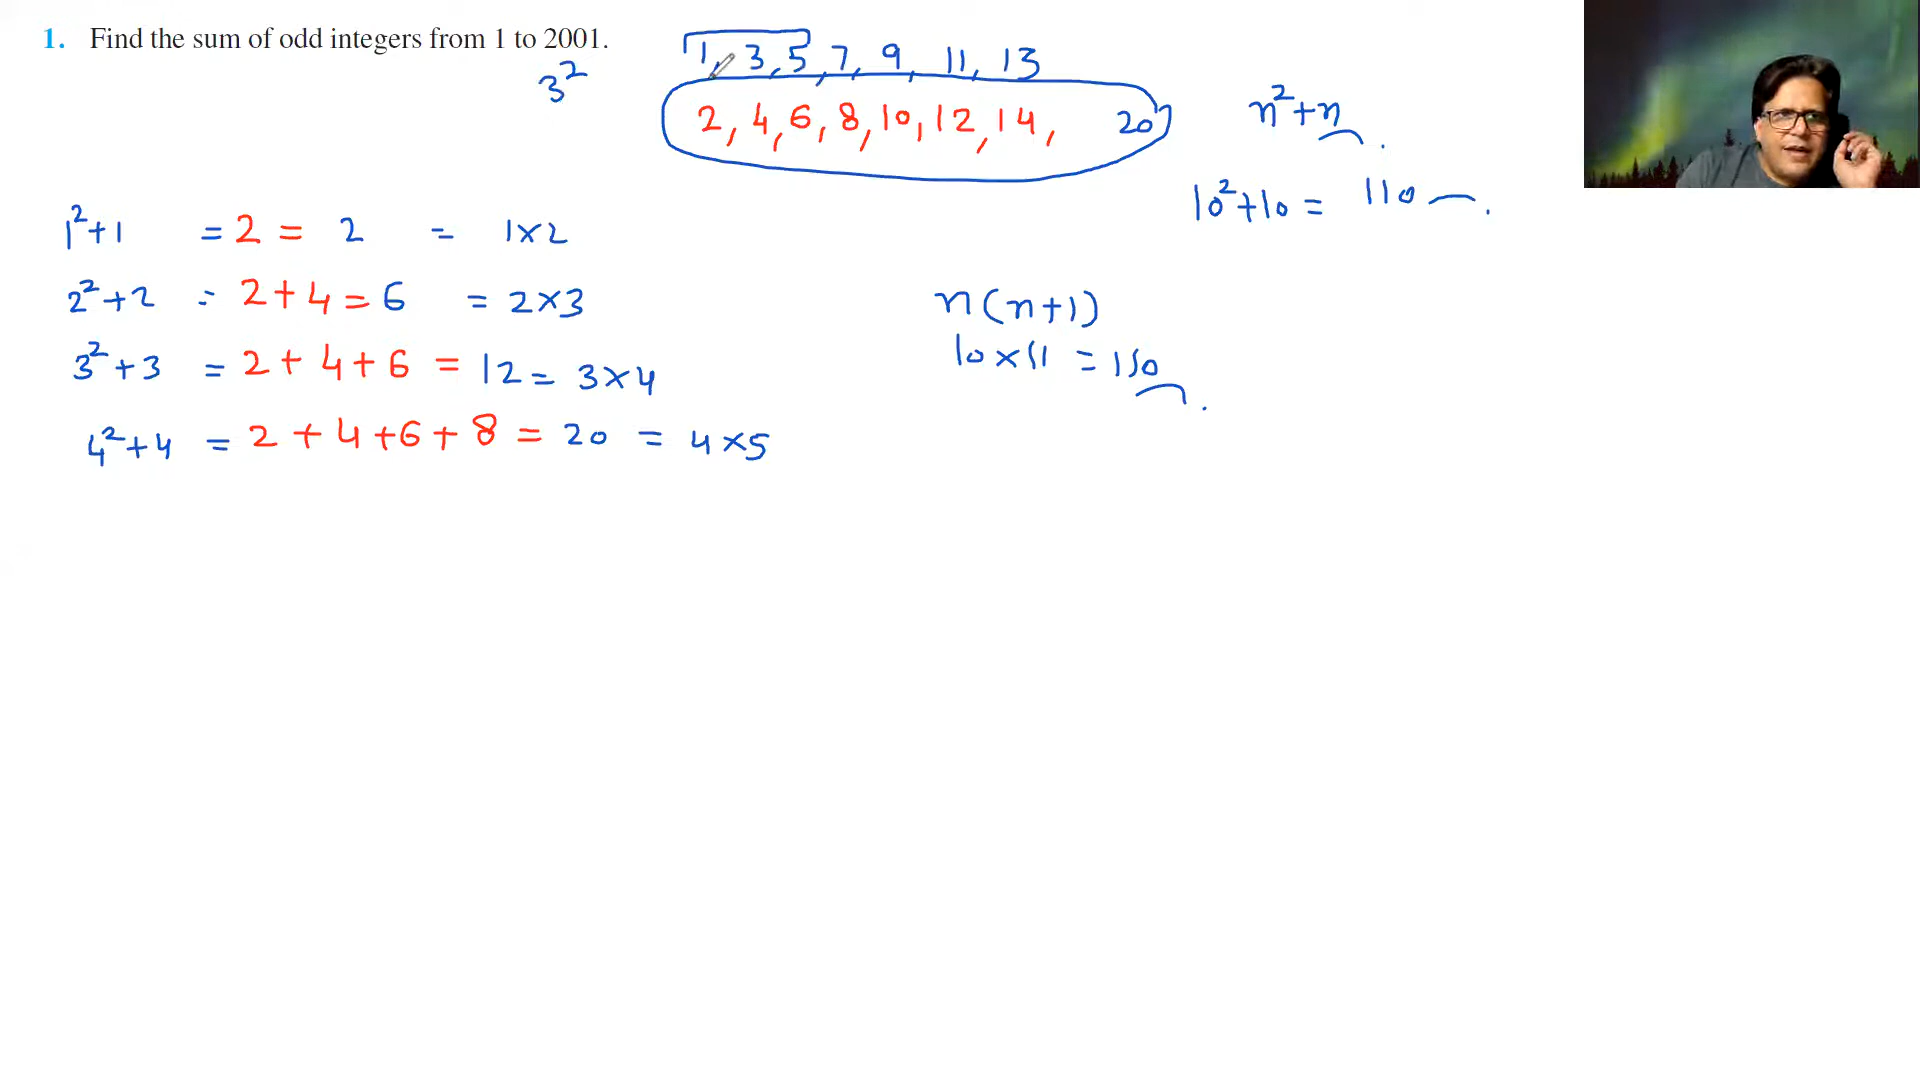 1. Find the sum of odd integers from 1 to 2001.
1, 3, 5, 7, 9, 11, 13
3²
2, 4, 6, 8, 10, 12, 14, 20
n²+n
10²+10 = 110
1²+1 = 2 = 2 = 1×2
2²+2 = 2+4 = 6 = 2×3
n(n+1)
3²+3 = 2+4+6 = 12 = 3×4
10×11 = 110
4²+4 = 2+4+6+8 = 20 = 4×5